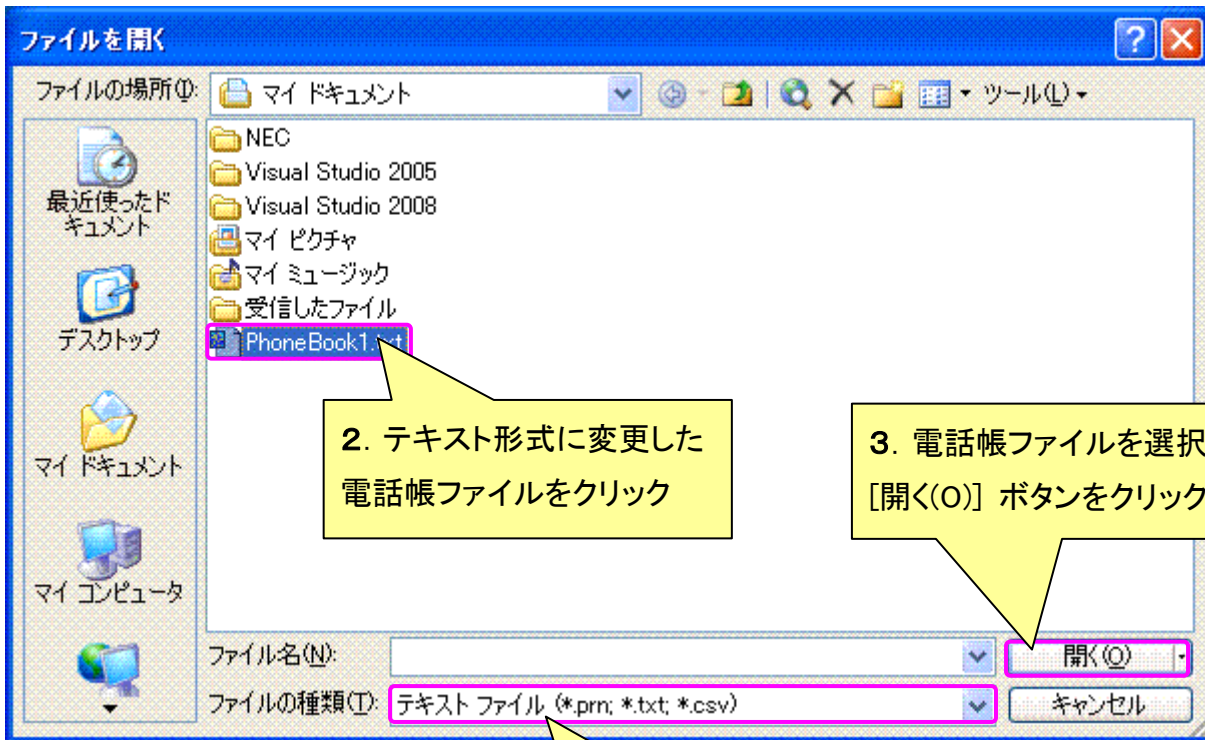 ファイルを開く
ファイルの場所(I): マイ ドキュメント ツール(L)
NEC
Visual Studio 2005
Visual Studio 2008
マイ ピクチャ
マイ ミュージック
受信したファイル
PhoneBook1.txt
最近使ったド
キュメント
デスクトップ
マイ ドキュメント
マイ コンピュータ
2. テキスト形式に変更した
電話帳ファイルをクリック
3. 電話帳ファイルを選択
[開く(O)] ボタンをクリック
ファイル名(N): 開く(O)
ファイルの種類(T): テキスト ファイル (*.prn; *.txt; *.csv) キャンセル